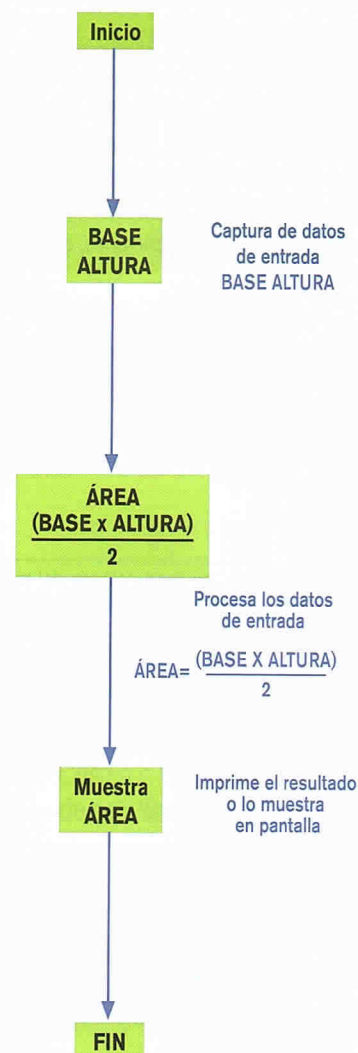 Inicio
BASE
ALTURA
Captura de datos
de entrada
BASE ALTURA
ÁREA
(BASE x ALTURA)
2
Procesa los datos
de entrada
ÁREA= (BASE X ALTURA)
2
Muestra
ÁREA
Imprime el resultado
o lo muestra
en pantalla
FIN